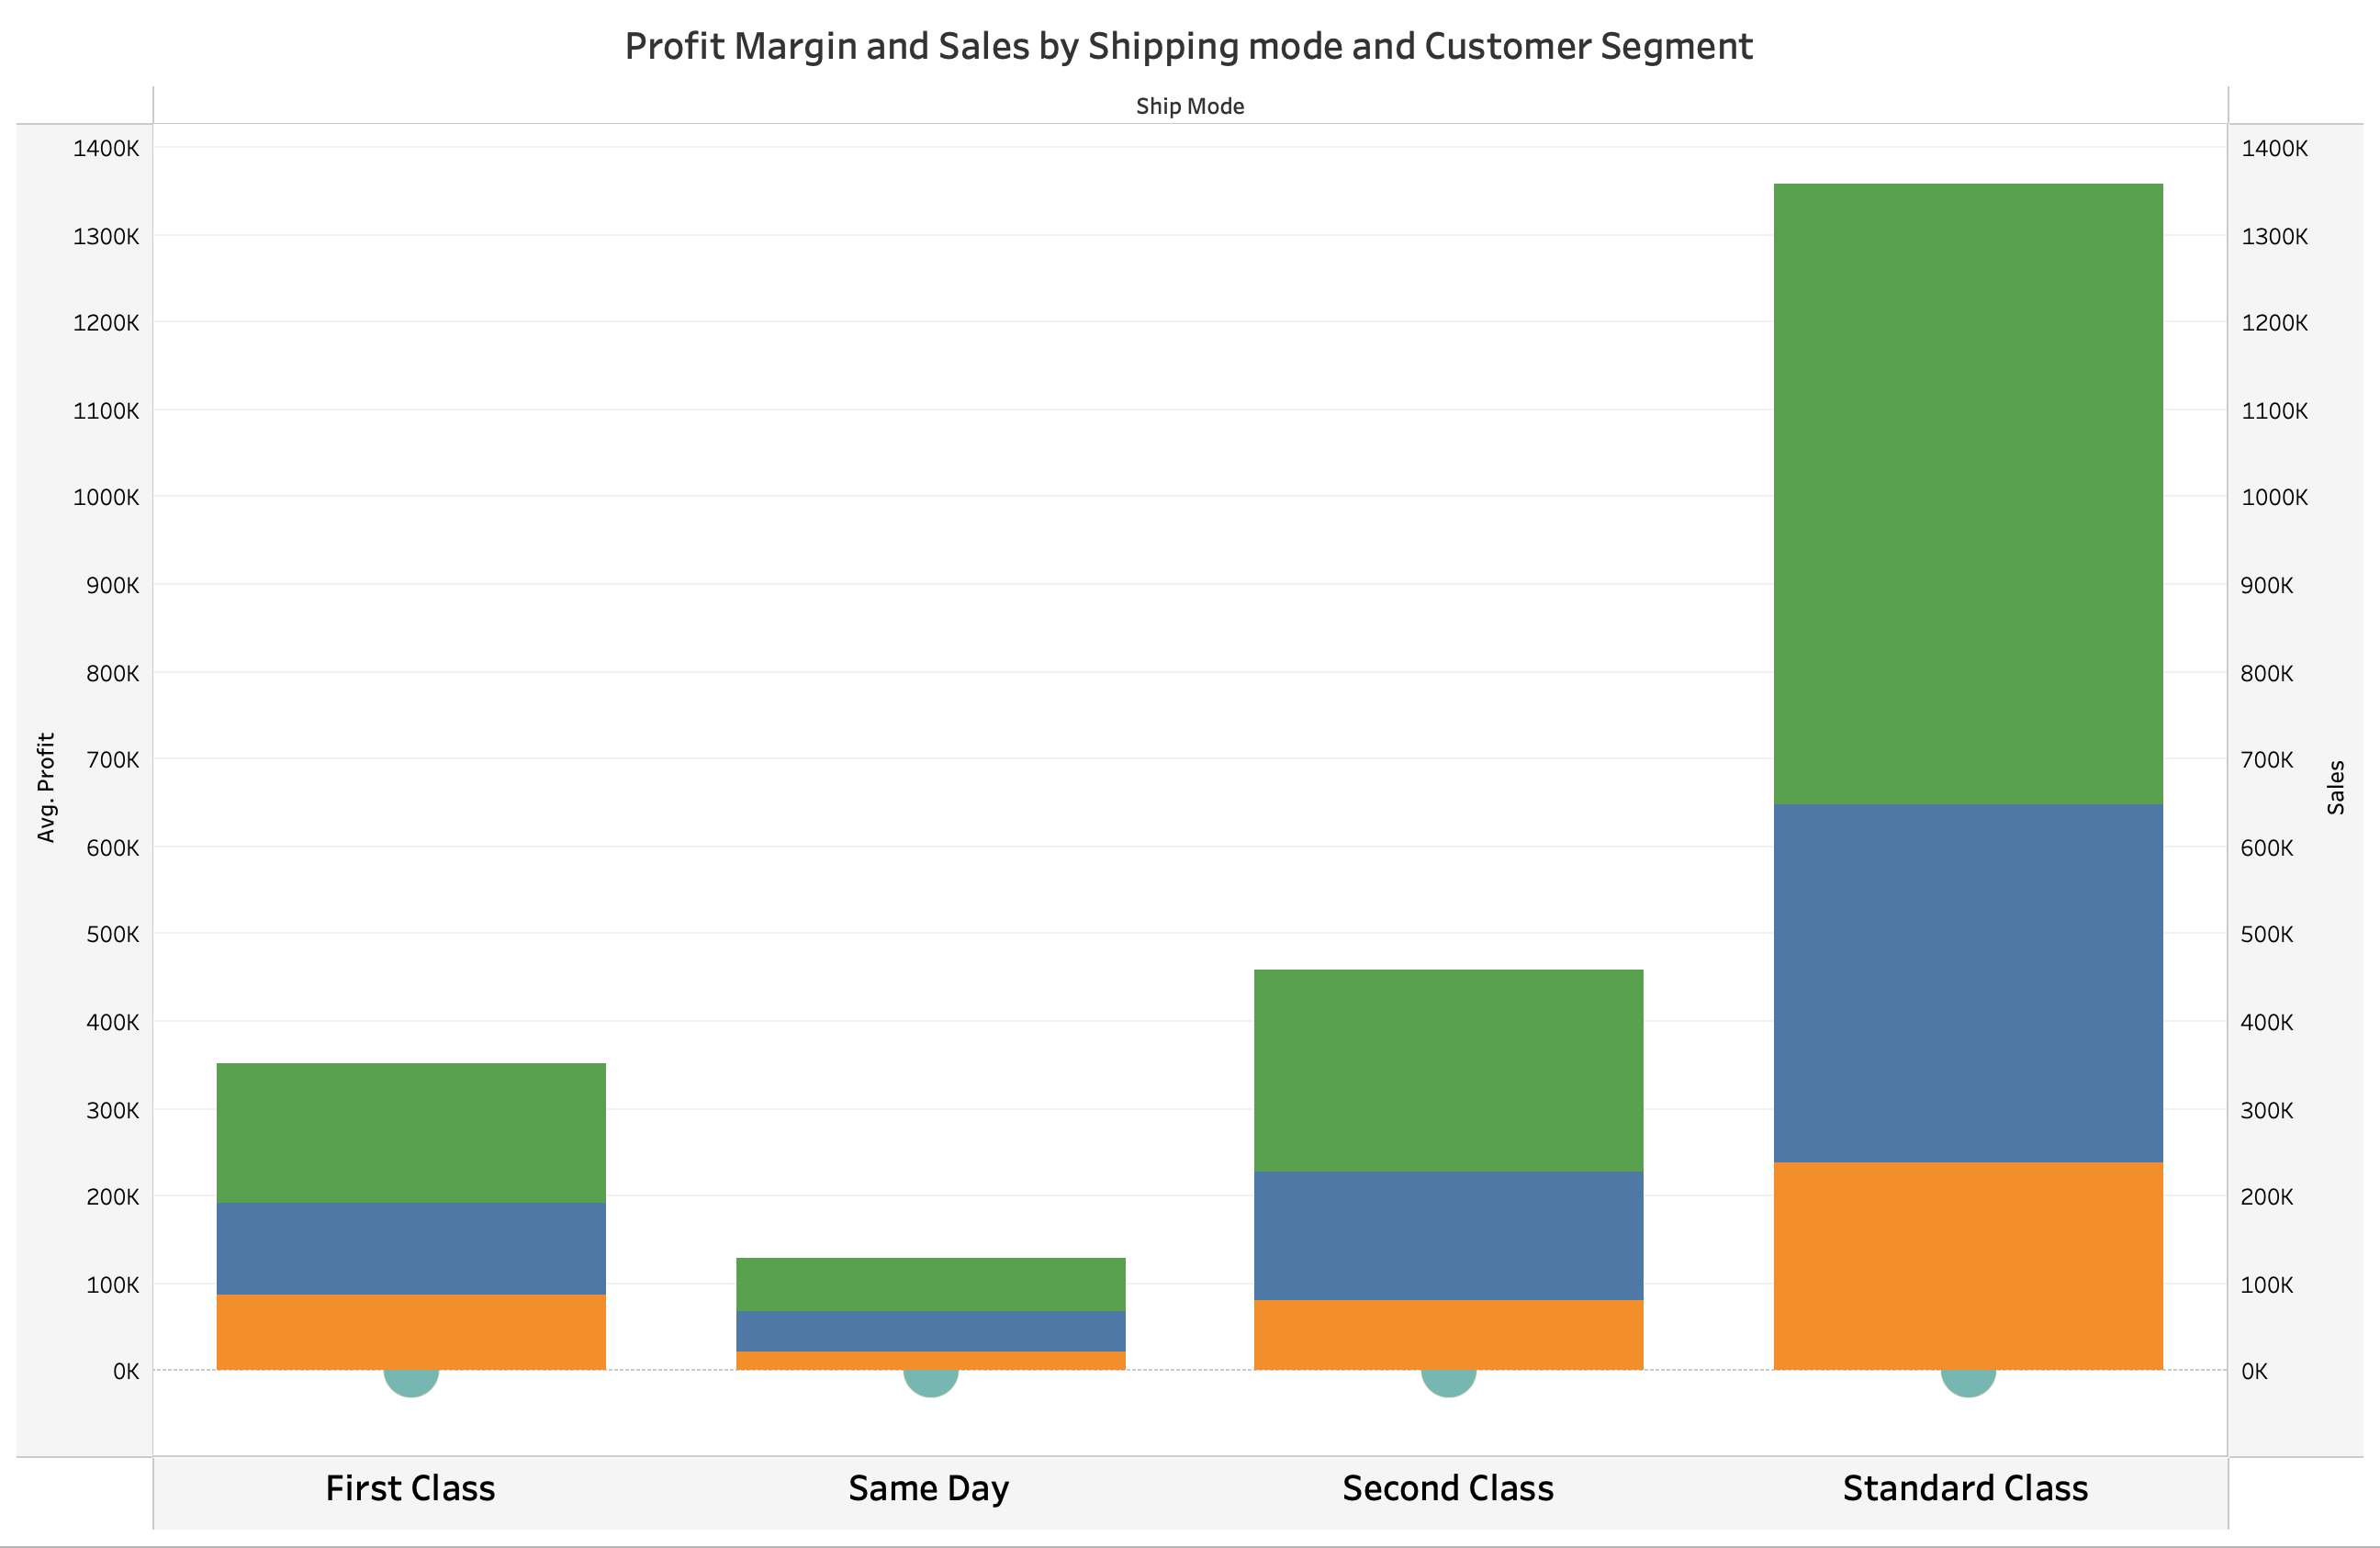 Profit Margin and Sales by Shipping mode and Customer Segment
Ship Mode
1400K
1300K
1200K
1100K
1000K
900K
800K
700K
600K
500K
400K
300K
200K
100K
0K
Avg. Profit
1400K
1300K
1200K
1100K
1000K
900K
800K
700K
600K
500K
400K
300K
200K
100K
0K
Sales
First Class
Same Day
Second Class
Standard Class